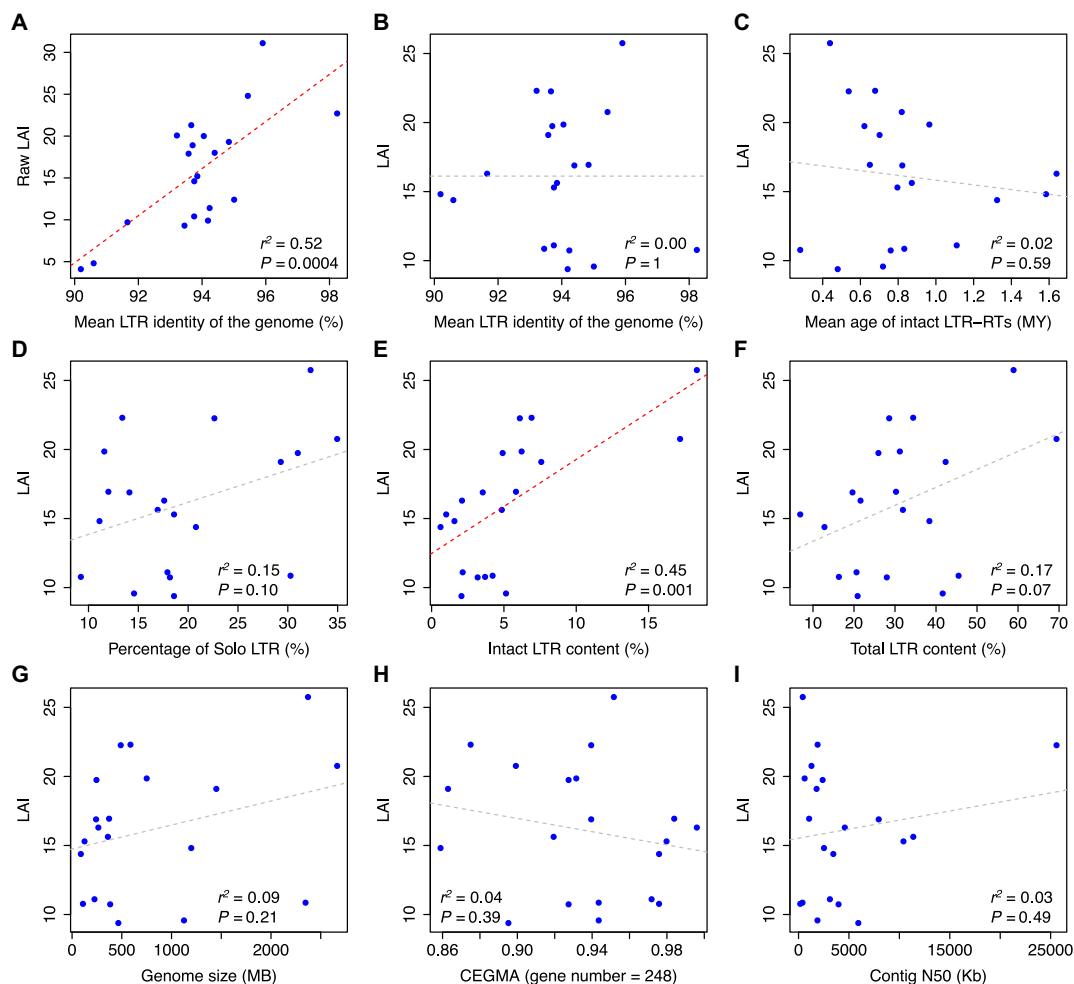 A
Raw LAI
30
25
20
15
10
5
90 92 94 96 98
Mean LTR identity of the genome (%)
r² = 0.52
P = 0.0004
B
LAI
25
20
15
10
90 92 94 96 98
Mean LTR identity of the genome (%)
r² = 0.00
P = 1
C
LAI
25
20
15
10
0.4 0.6 0.8 1.0 1.2 1.4 1.6
Mean age of intact LTR−RTs (MY)
r² = 0.02
P = 0.59
D
LAI
25
20
15
10
10 15 20 25 30 35
Percentage of Solo LTR (%)
r² = 0.15
P = 0.10
E
LAI
25
20
15
10
0 5 10 15
Intact LTR content (%)
r² = 0.45
P = 0.001
F
LAI
25
20
15
10
10 20 30 40 50 60 70
Total LTR content (%)
r² = 0.17
P = 0.07
G
LAI
25
20
15
10
0 500 1000 2000
Genome size (MB)
r² = 0.09
P = 0.21
H
LAI
25
20
15
10
0.86 0.90 0.94 0.98
CEGMA (gene number = 248)
r² = 0.04
P = 0.39
I
LAI
25
20
15
10
0 5000 15000 25000
Contig N50 (Kb)
r² = 0.03
P = 0.49